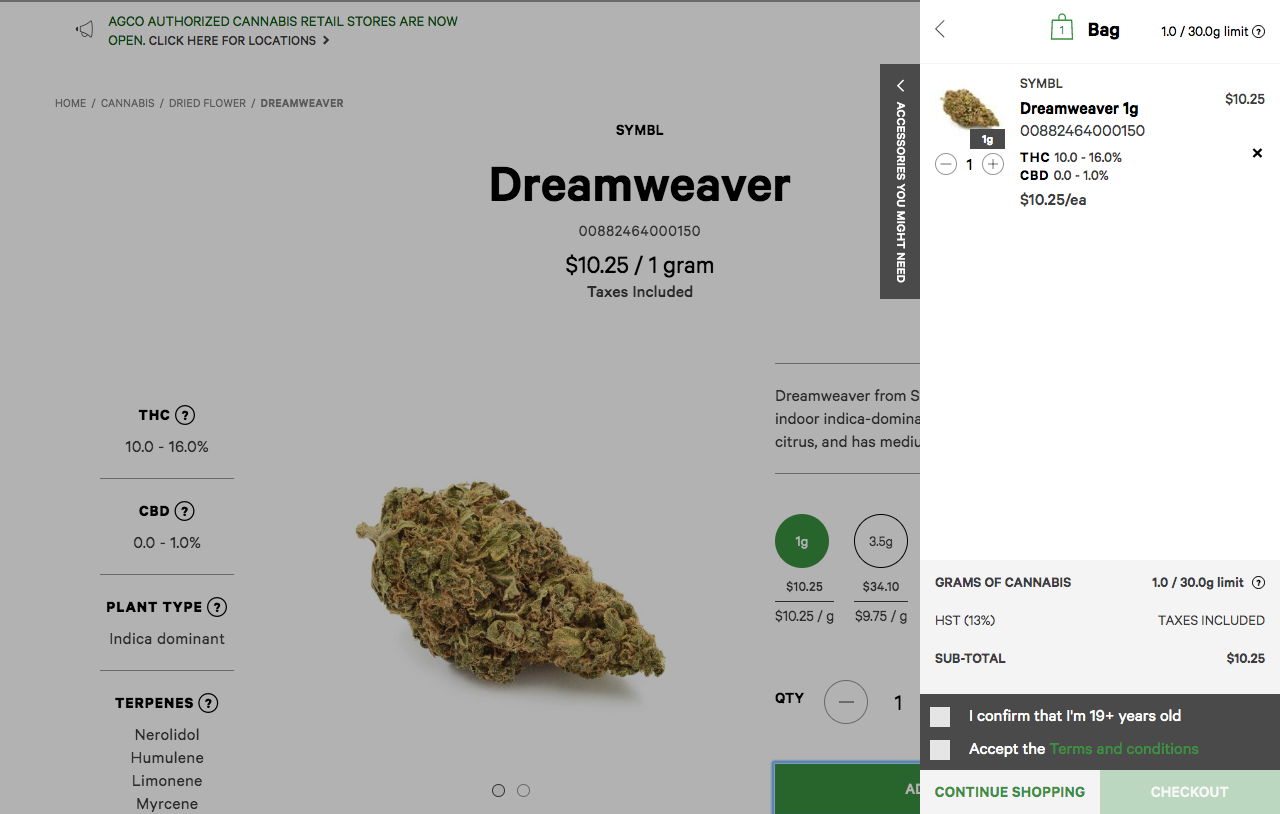 AGCO AUTHORIZED CANNABIS RETAIL STORES ARE NOW
OPEN. CLICK HERE FOR LOCATIONS >
HOME / CANNABIS / DRIED FLOWER / DREAMWEAVER
SYMBL
Dreamweaver
00882464000150
$10.25 / 1 gram
Taxes Included
THC ?
10.0 - 16.0%
CBD ?
0.0 - 1.0%
PLANT TYPE ?
Indica dominant
TERPENES ?
Nerolidol
Humulene
Limonene
Myrcene
Dreamweaver from S
indoor indica-domina
citrus, and has mediu
1g 3.5g
$10.25 $34.10
$10.25 / g $9.75 / g
QTY 1
AD
ACCESSORIES YOU MIGHT NEED
1 Bag 1.0 / 30.0g limit ?
SYMBL
$10.25
Dreamweaver 1g
00882464000150
1g
1
THC 10.0 - 16.0%
CBD 0.0 - 1.0%
$10.25/ea
GRAMS OF CANNABIS 1.0 / 30.0g limit ?
HST (13%) TAXES INCLUDED
SUB-TOTAL $10.25
I confirm that I'm 19+ years old
Accept the Terms and conditions
CONTINUE SHOPPING CHECKOUT